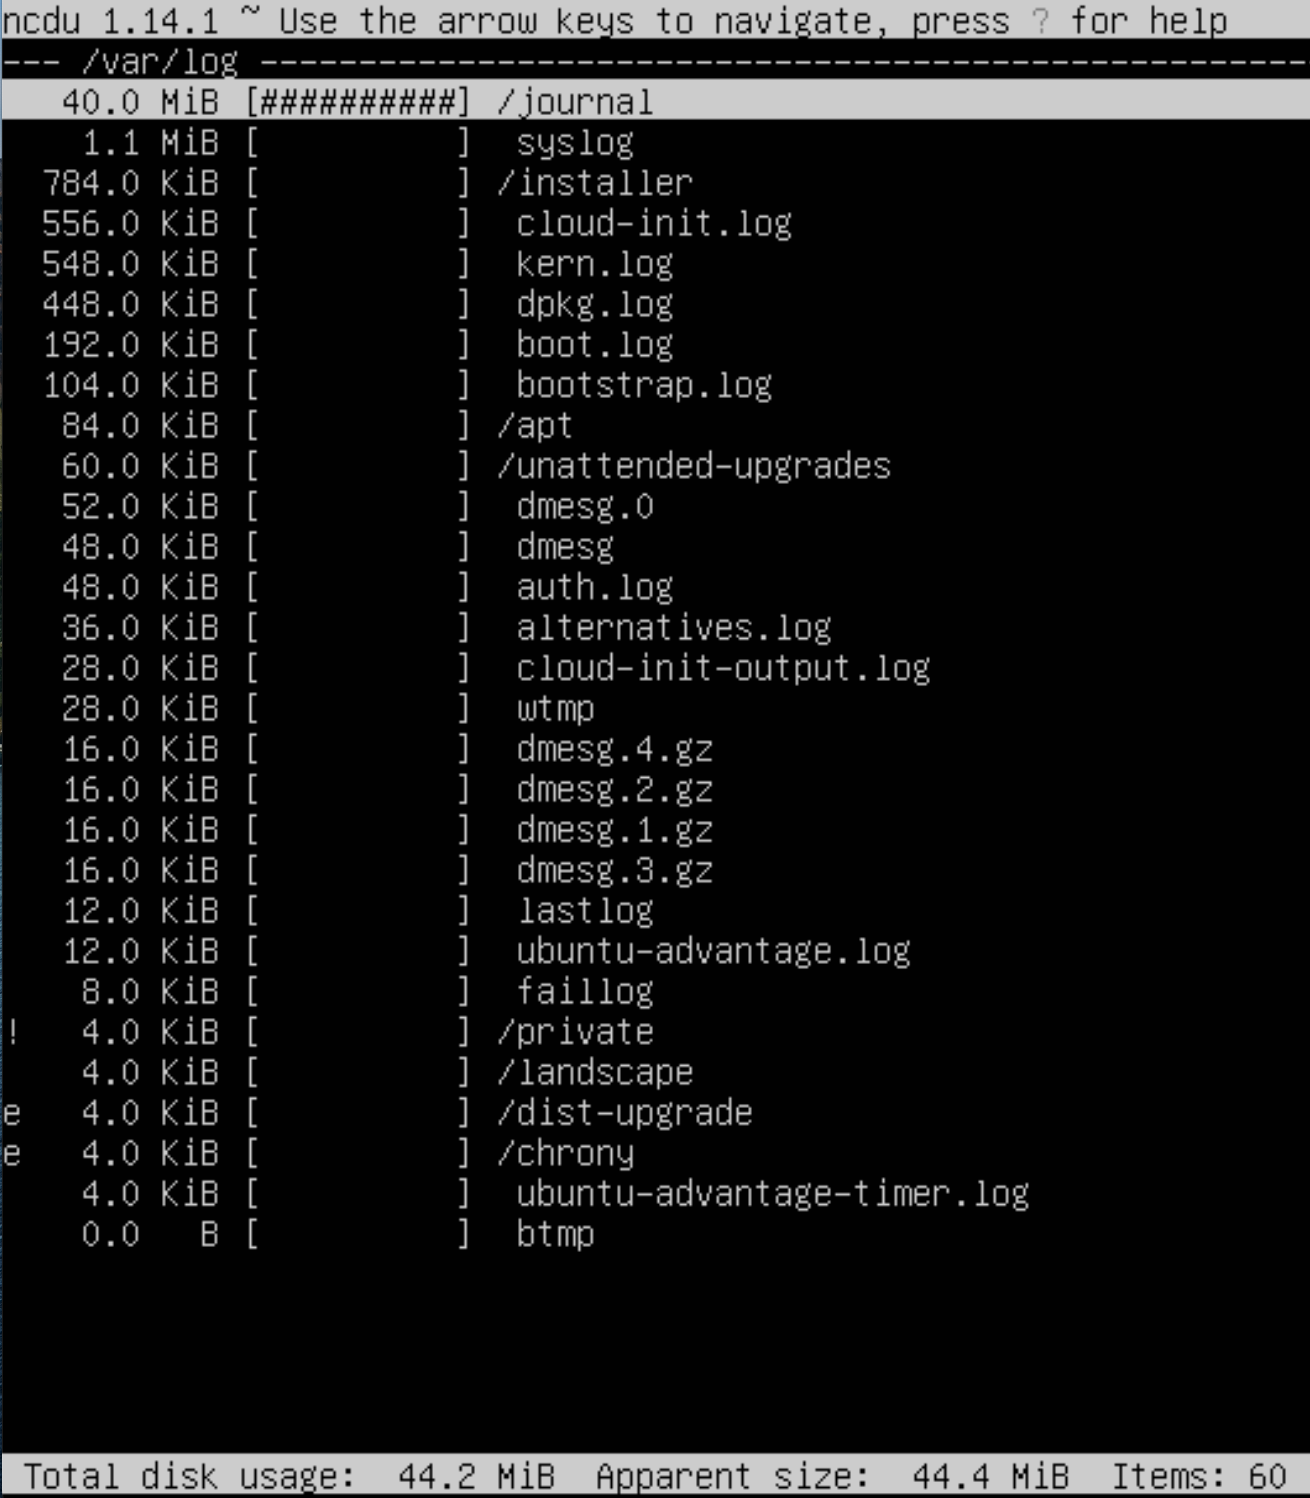 ncdu 1.14.1 ~ Use the arrow keys to navigate, press ? for help
--- /var/log -----------------------------------------------------
40.0 MiB [##########] /journal
1.1 MiB [          ]  syslog
784.0 KiB [          ] /installer
556.0 KiB [          ]  cloud-init.log
548.0 KiB [          ]  kern.log
448.0 KiB [          ]  dpkg.log
192.0 KiB [          ]  boot.log
104.0 KiB [          ]  bootstrap.log
84.0 KiB [          ] /apt
60.0 KiB [          ] /unattended-upgrades
52.0 KiB [          ]  dmesg.0
48.0 KiB [          ]  dmesg
48.0 KiB [          ]  auth.log
36.0 KiB [          ]  alternatives.log
28.0 KiB [          ]  cloud-init-output.log
28.0 KiB [          ]  wtmp
16.0 KiB [          ]  dmesg.4.gz
16.0 KiB [          ]  dmesg.2.gz
16.0 KiB [          ]  dmesg.1.gz
16.0 KiB [          ]  dmesg.3.gz
12.0 KiB [          ]  lastlog
12.0 KiB [          ]  ubuntu-advantage.log
8.0 KiB [          ]  faillog
! 4.0 KiB [          ] /private
4.0 KiB [          ] /landscape
e 4.0 KiB [          ] /dist-upgrade
e 4.0 KiB [          ] /chrony
4.0 KiB [          ]  ubuntu-advantage-timer.log
0.0 B [          ]  btmp
Total disk usage: 44.2 MiB Apparent size: 44.4 MiB Items: 60